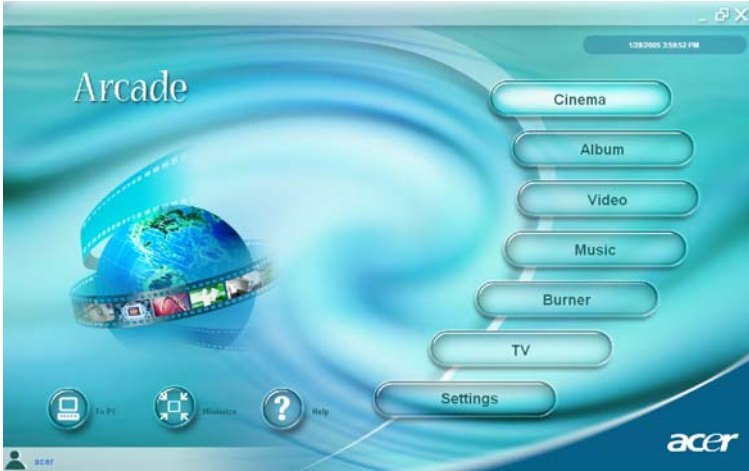 1/28/2005 3:58:52 PM
Arcade
Cinema
Album
Video
Music
Burner
TV
Settings
To PC
Minimize
Help
acer
acer